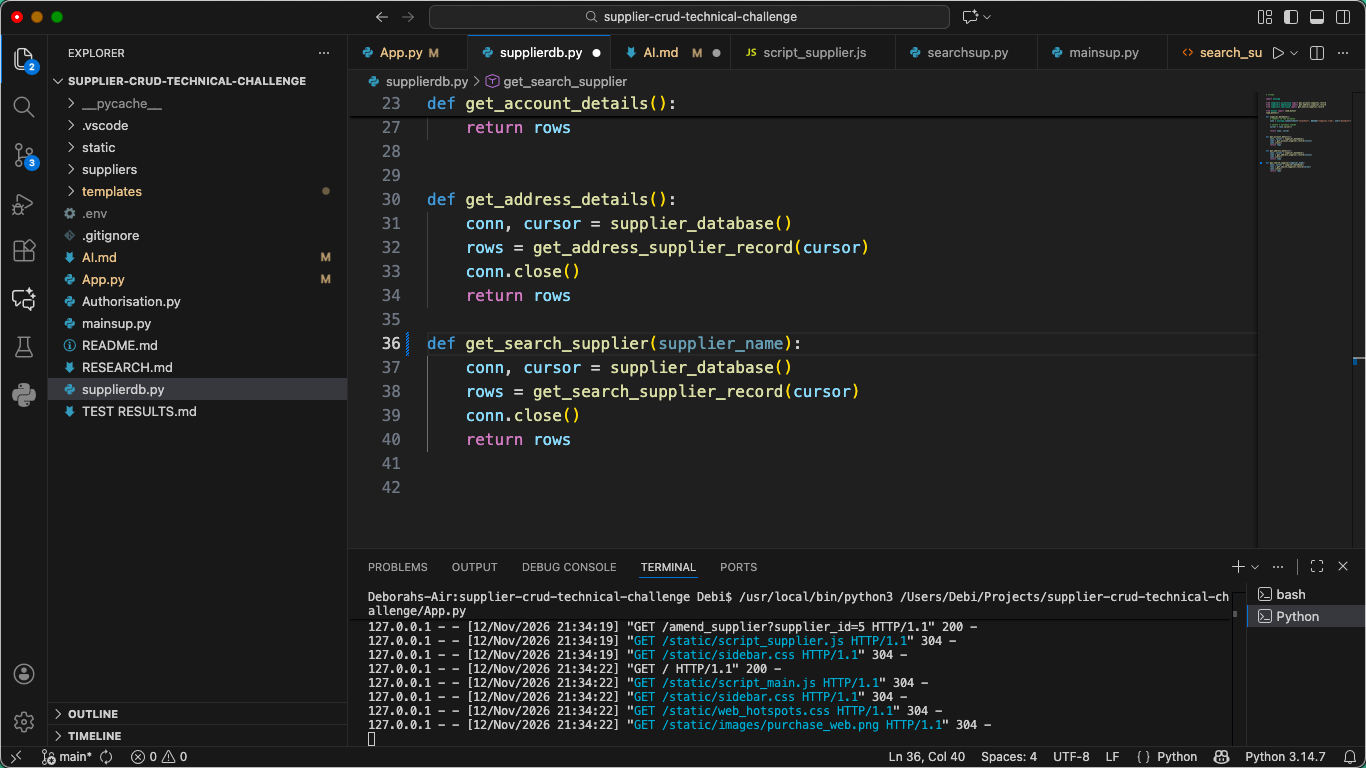 supplier-crud-technical-challenge
EXPLORER
SUPPLIER-CRUD-TECHNICAL-CHALLENGE
__pycache__
.vscode
static
suppliers
templates
.env
.gitignore
AI.md M
App.py M
Authorisation.py
mainsup.py
README.md
RESEARCH.md
supplierdb.py
TEST RESULTS.md
OUTLINE
TIMELINE
2
3
App.py M
supplierdb.py
AI.md M
JS script_supplier.js
searchsup.py
mainsup.py
search_su
supplierdb.py > get_search_supplier
23 def get_account_details():
27 return rows
28
29
30 def get_address_details():
31 conn, cursor = supplier_database()
32 rows = get_address_supplier_record(cursor)
33 conn.close()
34 return rows
35
36 def get_search_supplier(supplier_name):
37 conn, cursor = supplier_database()
38 rows = get_search_supplier_record(cursor)
39 conn.close()
40 return rows
41
42
PROBLEMS OUTPUT DEBUG CONSOLE TERMINAL PORTS
Deborahs-Air:supplier-crud-technical-challenge Debi$ /usr/local/bin/python3 /Users/Debi/Projects/supplier-crud-technical-ch
allenge/App.py
127.0.0.1 - - [12/Nov/2026 21:34:19] "GET /amend_supplier?supplier_id=5 HTTP/1.1" 200 -
127.0.0.1 - - [12/Nov/2026 21:34:19] "GET /static/script_supplier.js HTTP/1.1" 304 -
127.0.0.1 - - [12/Nov/2026 21:34:19] "GET /static/sidebar.css HTTP/1.1" 304 -
127.0.0.1 - - [12/Nov/2026 21:34:22] "GET / HTTP/1.1" 200 -
127.0.0.1 - - [12/Nov/2026 21:34:22] "GET /static/script_main.js HTTP/1.1" 304 -
127.0.0.1 - - [12/Nov/2026 21:34:22] "GET /static/sidebar.css HTTP/1.1" 304 -
127.0.0.1 - - [12/Nov/2026 21:34:22] "GET /static/web_hotspots.css HTTP/1.1" 304 -
127.0.0.1 - - [12/Nov/2026 21:34:22] "GET /static/images/purchase_web.png HTTP/1.1" 304 -
bash
Python
main* 0 0 Ln 36, Col 40 Spaces: 4 UTF-8 LF { } Python Python 3.14.7